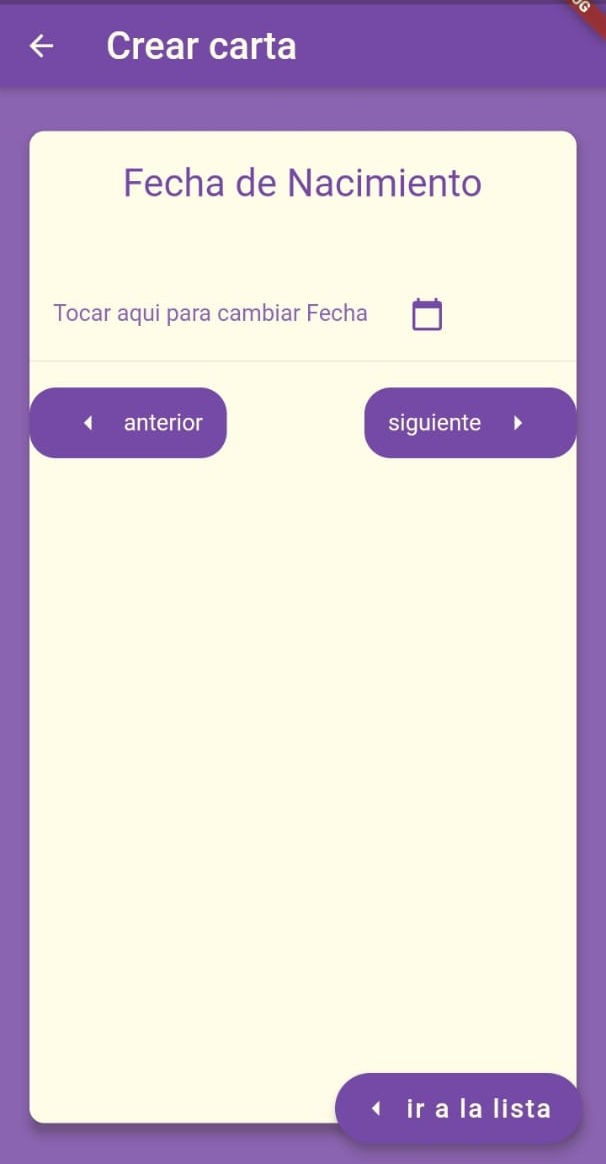 Crear carta
Fecha de Nacimiento
Tocar aqui para cambiar Fecha
anterior
siguiente
ir a la lista